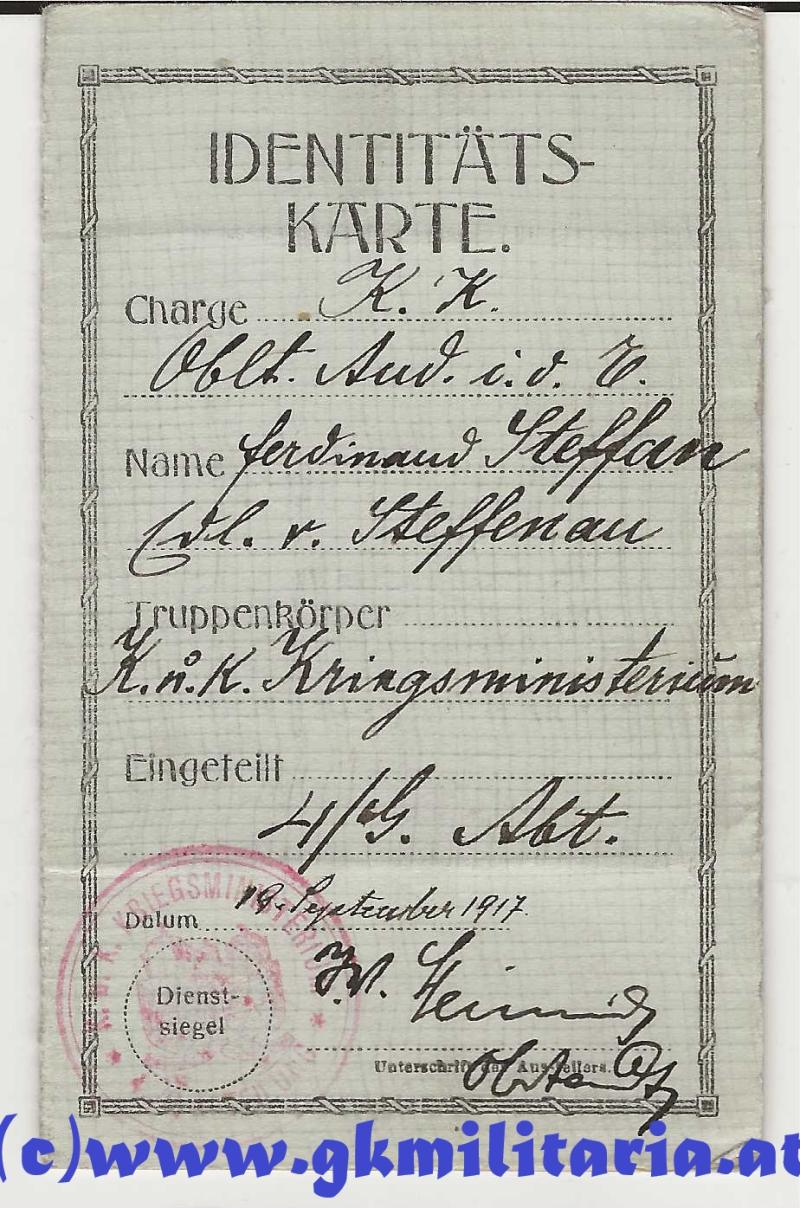 IDENTITÄTS-
KARTE.
Charge K. K.
Oblt. Aud. i. d. E.
Name Ferdinand Steffan
Edl. v. Steffenau
Truppenkörper
K. u. K. Kriegsministerium
Eingeteilt
4/G. Abt.
Datum 19. September 1917.
K. U. K. KRIEGSMINISTERIUM
Dienst-
siegel
Unterschrift des Ausstellers.
(c)www.gkmilitaria.at